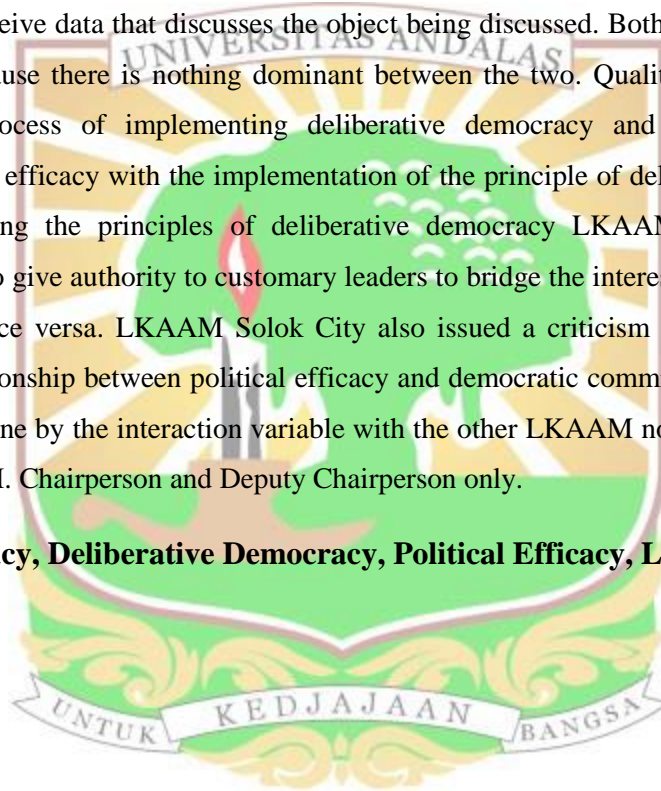 eive data that discusses the object being discussed. Both
UNIVERSITAS ANDALAS
use there is nothing dominant between the two. Qualit
ocess of implementing deliberative democracy and
efficacy with the implementation of the principle of del
ng the principles of deliberative democracy LKAAM
o give authority to customary leaders to bridge the interes
ce versa. LKAAM Solok City also issued a criticism
onship between political efficacy and democratic comm
ne by the interaction variable with the other LKAAM no
. Chairperson and Deputy Chairperson only.
cy, Deliberative Democracy, Political Efficacy, L
UNTUK KEDJAJAAN BANGSA